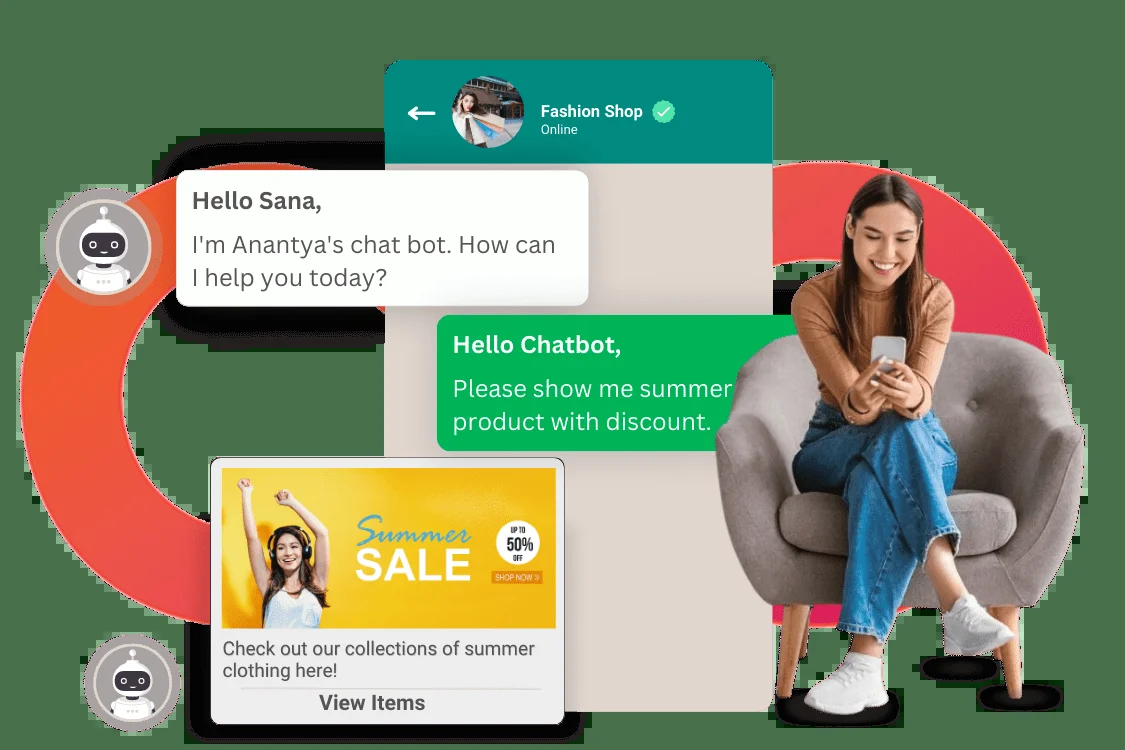 Fashion Shop
Online
Hello Sana,
I'm Anantya's chat bot. How can
I help you today?
Hello Chatbot,
Please show me summer
product with discount.
Summer
SALE
UP TO
50%
OFF
SHOP NOW »
Check out our collections of summer
clothing here!
View Items